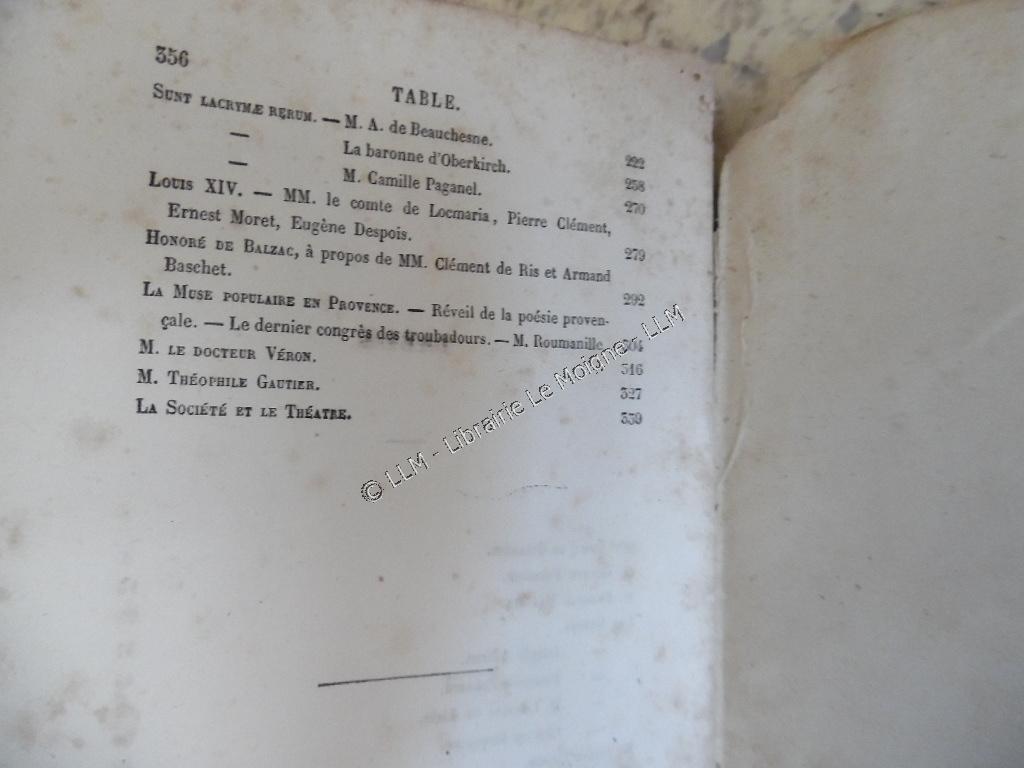 356
TABLE.
SUNT LACRYMÆ RERUM. — M. A. de Beauchesne. 222
— La baronne d'Oberkirch. 258
— M. Camille Paganel. 270
LOUIS XIV. — MM. le comte de Locmaria, Pierre Clément,
Ernest Moret, Eugène Despois. 279
HONORÉ DE BALZAC, à propos de MM. Clément de Ris et Armand
Baschet. 292
LA MUSE POPULAIRE EN PROVENCE. — Réveil de la poésie proven-
çale. — Le dernier congrès des troubadours. — M. Roumanille. 304
M. LE DOCTEUR VÉRON. 316
M. THÉOPHILE GAUTIER. 327
LA SOCIÉTÉ ET LE THÉATRE. 339
© LLM - Librairie Le Moigne - LLM